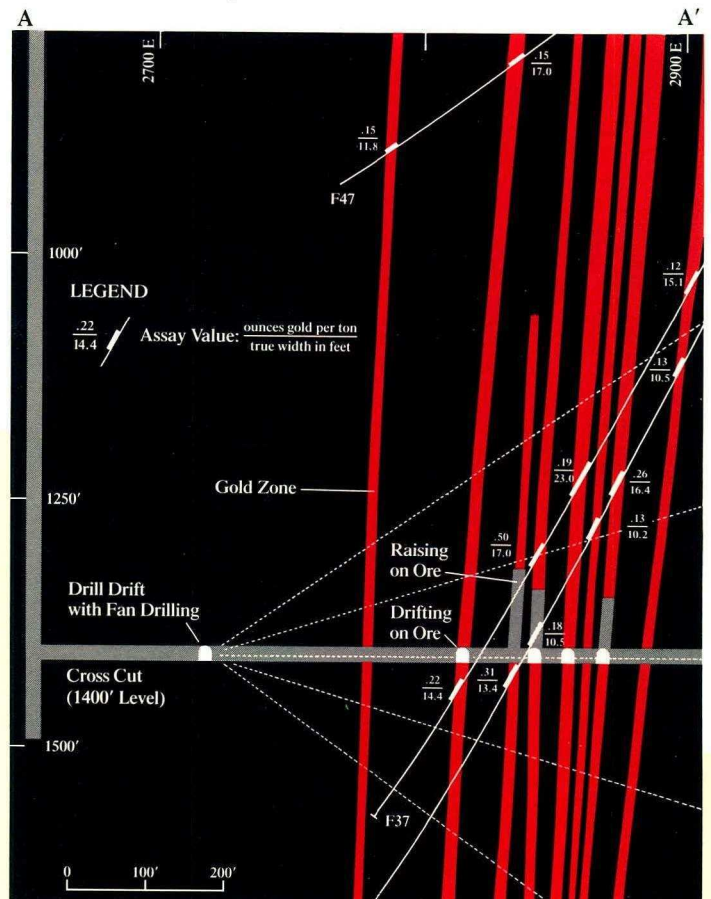 A
A′
2700 E
2900 E
.15
17.0
.15
11.8
F47
1000′
LEGEND
.22
14.4
Assay Value: ounces gold per ton
true width in feet
.12
15.1
.13
10.5
.19
23.0
.26
16.4
Gold Zone
1250′
.13
10.2
.50
17.0
Raising
on Ore
Drill Drift
with Fan Drilling
Drifting
on Ore
.18
10.5
Cross Cut
(1400′ Level)
.22
14.4
.31
13.4
1500′
F37
0
100′
200′